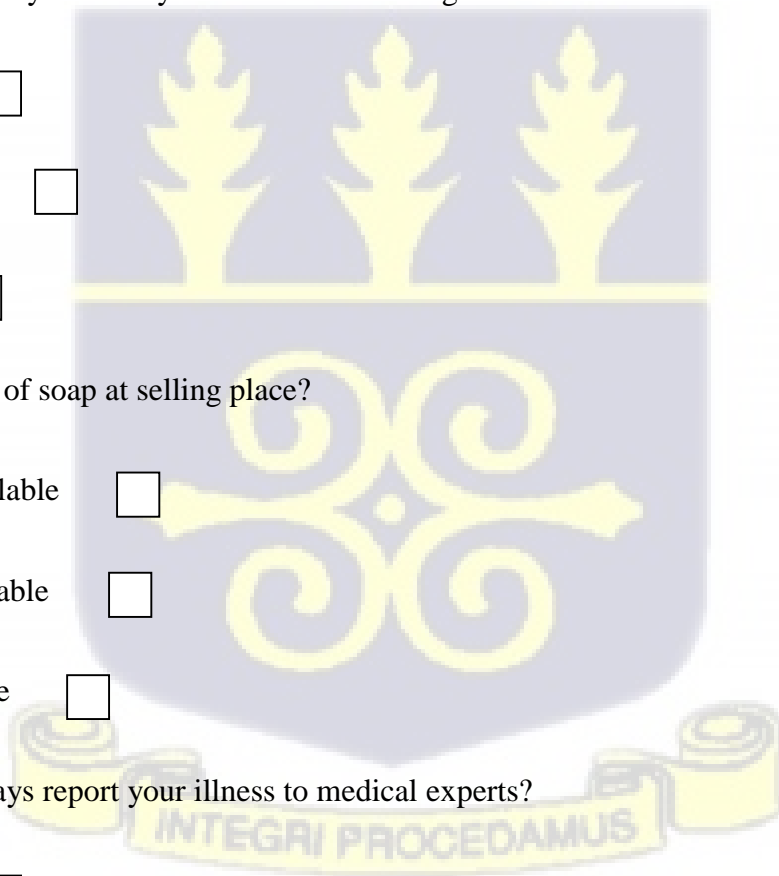 of soap at selling place?
lable
able
e
ays report your illness to medical experts?
INTEGRI PROCEDAMUS